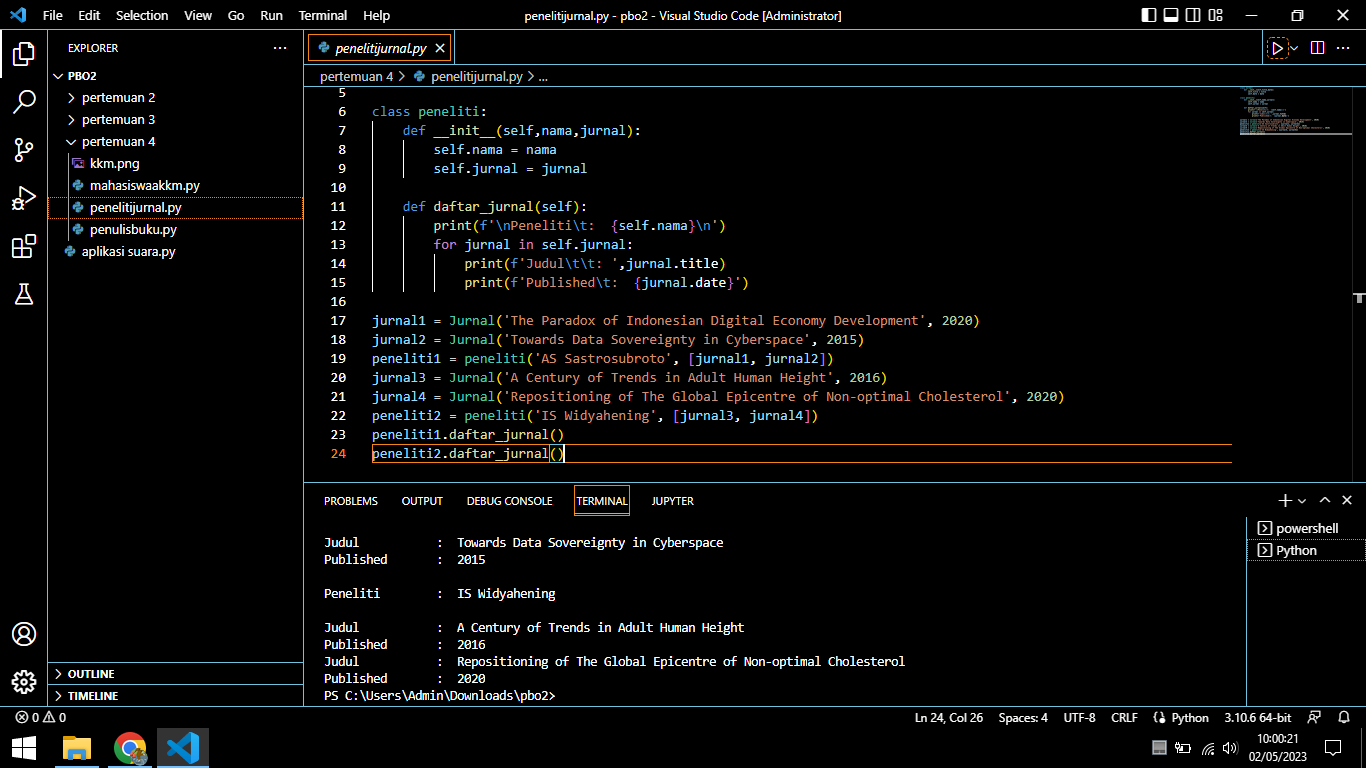 File Edit Selection View Go Run Terminal Help penelitijurnal.py - pbo2 - Visual Studio Code [Administrator]
EXPLORER ...
PBO2
pertemuan 2
pertemuan 3
pertemuan 4
kkm.png
mahasiswaakkm.py
penelitijurnal.py
penulisbuku.py
aplikasi suara.py
OUTLINE
TIMELINE
penelitijurnal.py
pertemuan 4 > penelitijurnal.py > ...
5
6 class peneliti:
7     def __init__(self,nama,jurnal):
8         self.nama = nama
9         self.jurnal = jurnal
10
11     def daftar_jurnal(self):
12         print(f'\nPeneliti\t:  {self.nama}\n')
13         for jurnal in self.jurnal:
14             print(f'Judul\t\t: ',jurnal.title)
15             print(f'Published\t:  {jurnal.date}')
16
17 jurnal1 = Jurnal('The Paradox of Indonesian Digital Economy Development', 2020)
18 jurnal2 = Jurnal('Towards Data Sovereignty in Cyberspace', 2015)
19 peneliti1 = peneliti('AS Sastrosubroto', [jurnal1, jurnal2])
20 jurnal3 = Jurnal('A Century of Trends in Adult Human Height', 2016)
21 jurnal4 = Jurnal('Repositioning of The Global Epicentre of Non-optimal Cholesterol', 2020)
22 peneliti2 = peneliti('IS Widyahening', [jurnal3, jurnal4])
23 peneliti1.daftar_jurnal()
24 peneliti2.daftar_jurnal()
PROBLEMS OUTPUT DEBUG CONSOLE TERMINAL JUPYTER
Judul : Towards Data Sovereignty in Cyberspace
Published : 2015
Peneliti : IS Widyahening
Judul : A Century of Trends in Adult Human Height
Published : 2016
Judul : Repositioning of The Global Epicentre of Non-optimal Cholesterol
Published : 2020
PS C:\Users\Admin\Downloads\pbo2>
powershell
Python
0 0 Ln 24, Col 26 Spaces: 4 UTF-8 CRLF Python 3.10.6 64-bit
10:00:21
02/05/2023